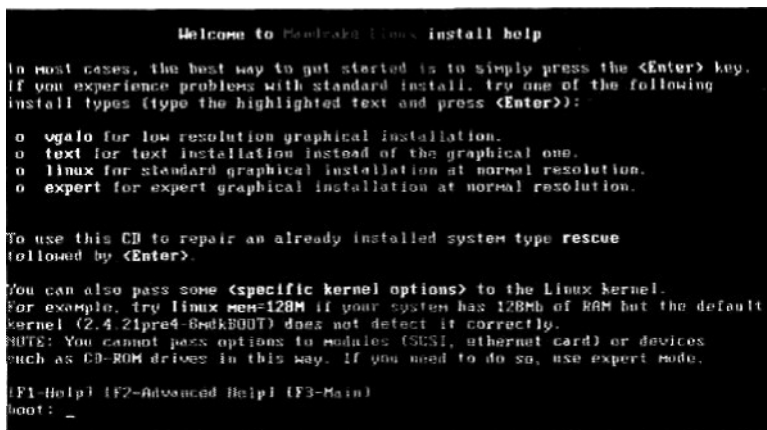 Welcome to Mandrake Linux install help
In most cases, the best way to get started is to simply press the <Enter> key.
If you experience problems with standard install, try one of the following
install types (type the highlighted text and press <Enter>):
o vgalo for low resolution graphical installation.
o text for text installation instead of the graphical one.
o linux for standard graphical installation at normal resolution.
o expert for expert graphical installation at normal resolution.
To use this CD to repair an already installed system type rescue
followed by <Enter>.
You can also pass some <specific kernel options> to the Linux kernel.
For example, try linux mem=128M if your system has 128Mb of RAM but the default
kernel (2.4.21pre4-6mdkBOOT) does not detect it correctly.
NOTE: You cannot pass options to modules (SCSI, ethernet card) or devices
such as CD-ROM drives in this way. If you need to do so, use expert mode.
[F1-Help] [F2-Advanced Help] [F3-Main]
boot: _